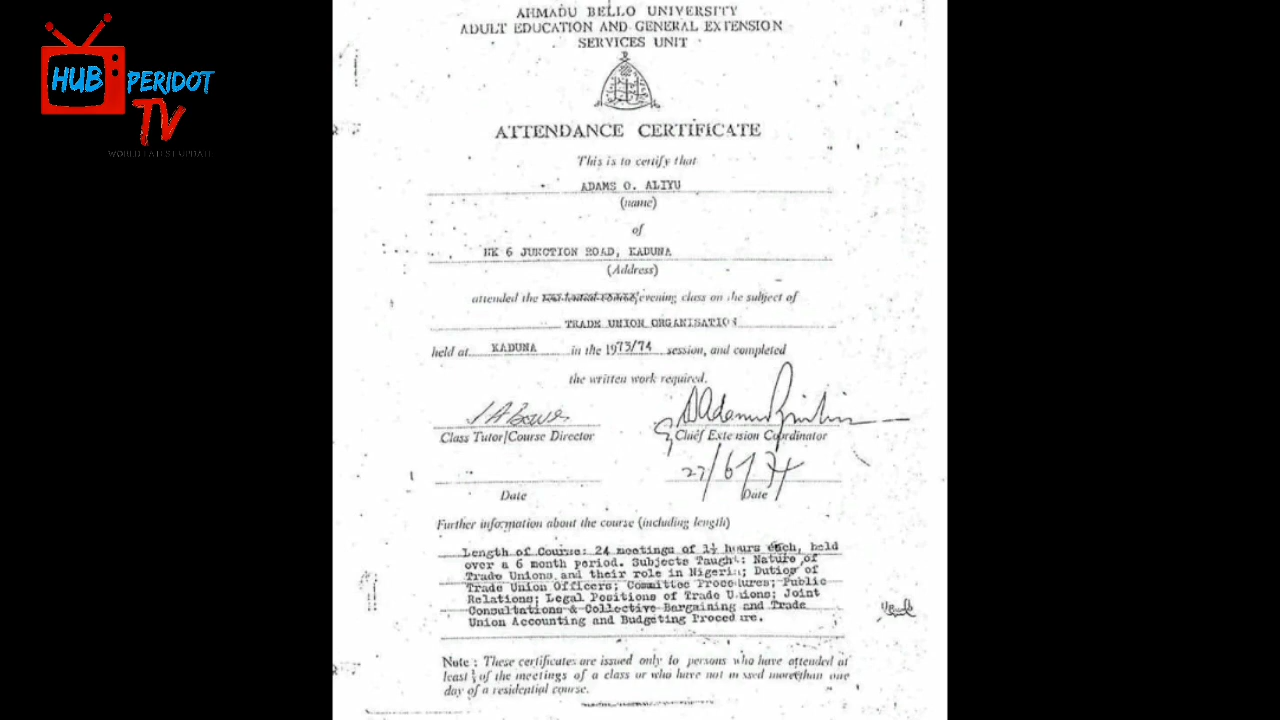 HUB
PERIDOT
TV
WORLD LATEST UPDATE
AHMADU BELLO UNIVERSITY
ADULT EDUCATION AND GENERAL EXTENSION
SERVICES UNIT
ATTENDANCE CERTIFICATE
This is to certify that
ADAMS O. ALIYU
(name)
of
NK 6 JUNCTION ROAD, KADUNA
(Address)
attended the residential course/evening class on the subject of
TRADE UNION ORGANISATION
held at KADUNA in the 1973/74 session, and completed
the written work required.
Class Tutor/Course Director
Chief Extension Coordinator
27/6/74
Date
Date
Further information about the course (including length)
Length of Course: 24 meetings of 1½ hours each, held
over a 6 month period. Subjects Taught: Nature of
Trade Unions and their role in Nigeria; Duties of
Trade Union Officers; Committee Procedures; Public
Relations; Legal Positions of Trade Unions; Joint
Consultations & Collective Bargaining and Trade
Union Accounting and Budgeting Procedure.
Note : These certificates are issued only to persons who have attended at
least of the meetings of a class or who have not missed more than one
day of a residential course.